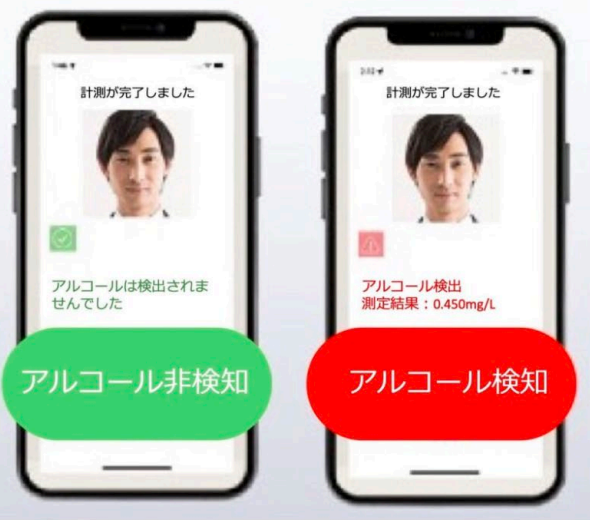 計測が完了しました
アルコールは検出されま
せんでした
アルコール非検知
計測が完了しました
アルコール検出
測定結果：0.450mg/L
アルコール検知